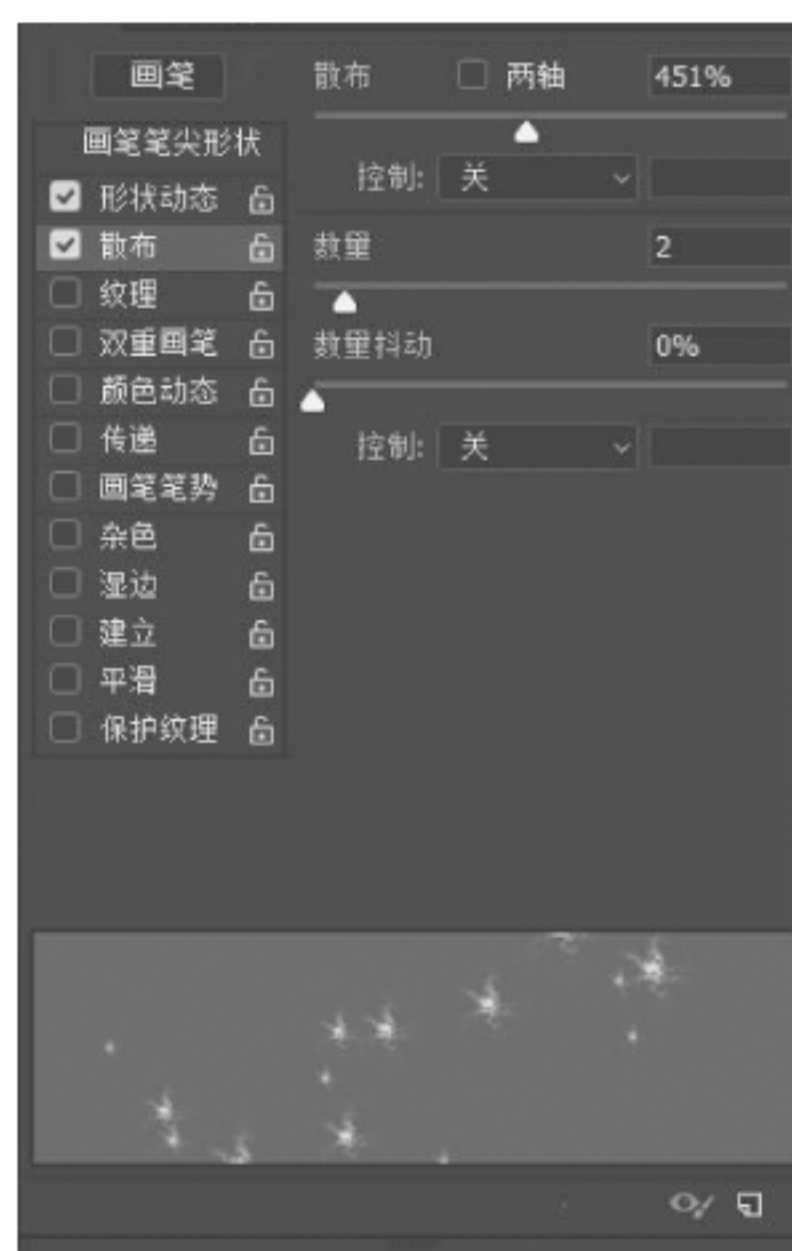 画笔
散布 两轴 451%
画笔笔尖形状
控制: 关
形状动态
散布
数量 2
纹理
双重画笔
数量抖动 0%
颜色动态
传递
控制: 关
画笔笔势
杂色
湿边
建立
平滑
保护纹理